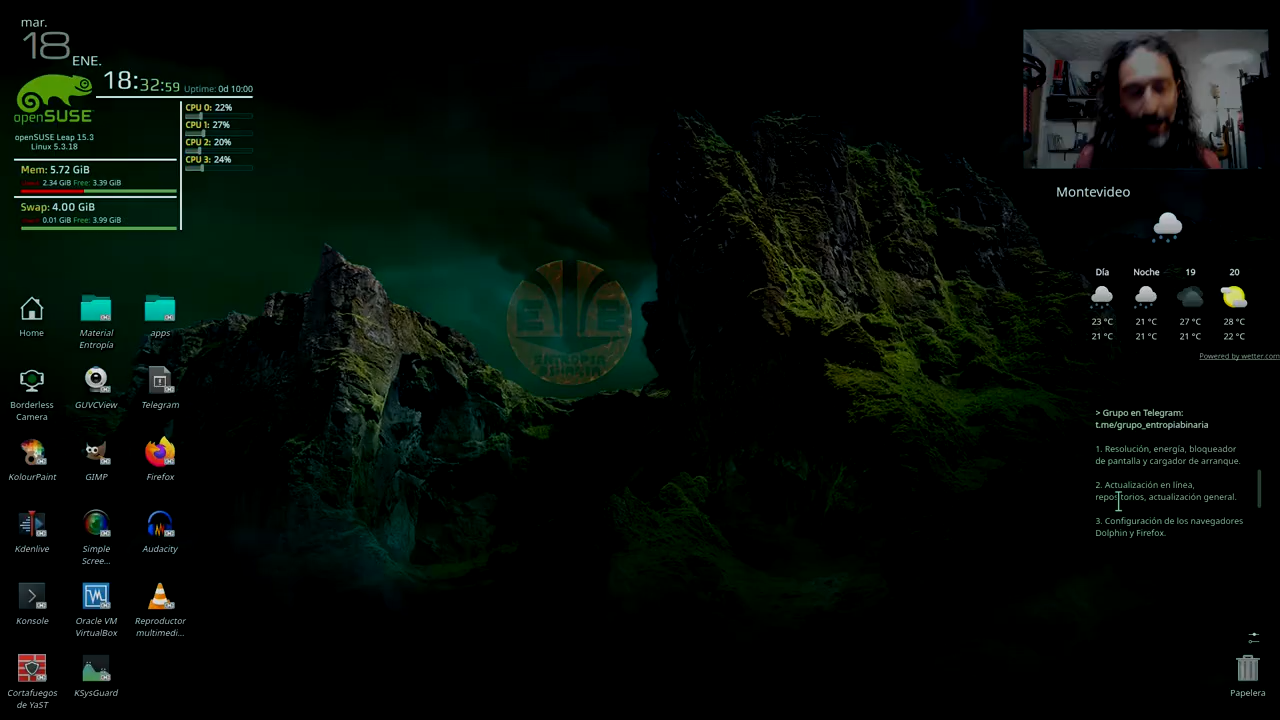 mar.
18
ENE.
18:32:59
Uptime: 0d 10:00
openSUSE
openSUSE Leap 15.3
Linux 5.3.18
CPU 0: 22%
CPU 1: 27%
CPU 2: 20%
CPU 3: 24%
Mem: 5.72 GiB
2.34 GiB Free: 3.39 GiB
Swap: 4.00 GiB
0.01 GiB Free: 3.99 GiB
Home
Material
Entropía
apps
Borderless
Camera
GUVCView
Telegram
KolourPaint
GIMP
Firefox
Kdenlive
Simple
Scree...
Audacity
Konsole
Oracle VM
VirtualBox
Reproductor
multimedi...
Cortafuegos
de YaST
KSysGuard
E E
ENTROPIA
BINARIA
Montevideo
Día Noche 19 20
23 °C 21 °C 27 °C 28 °C
21 °C 21 °C 21 °C 22 °C
Powered by wetter.com
> Grupo en Telegram:
t.me/grupo_entropiabinaria
1. Resolución, energía, bloqueador
de pantalla y cargador de arranque.
2. Actualización en línea,
repositorios, actualización general.
3. Configuración de los navegadores
Dolphin y Firefox.
Papelera